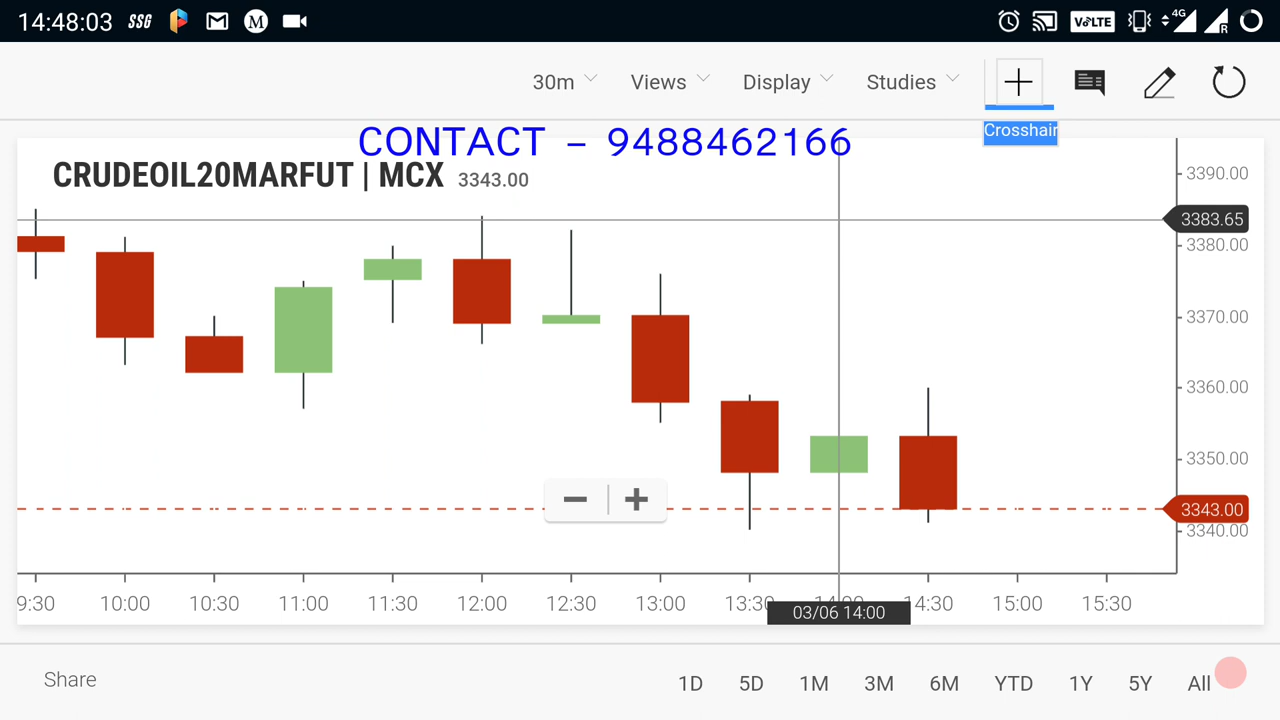 14:48:03 SSG M VoLTE 4G R
30m Views Display Studies
Crosshair
CONTACT - 9488462166
CRUDEOIL20MARFUT | MCX 3343.00
3390.00
3383.65
3380.00
3370.00
3360.00
3350.00
3343.00
3340.00
9:30 10:00 10:30 11:00 11:30 12:00 12:30 13:00 13:30 14:00 14:30 15:00 15:30
03/06 14:00
Share 1D 5D 1M 3M 6M YTD 1Y 5Y All